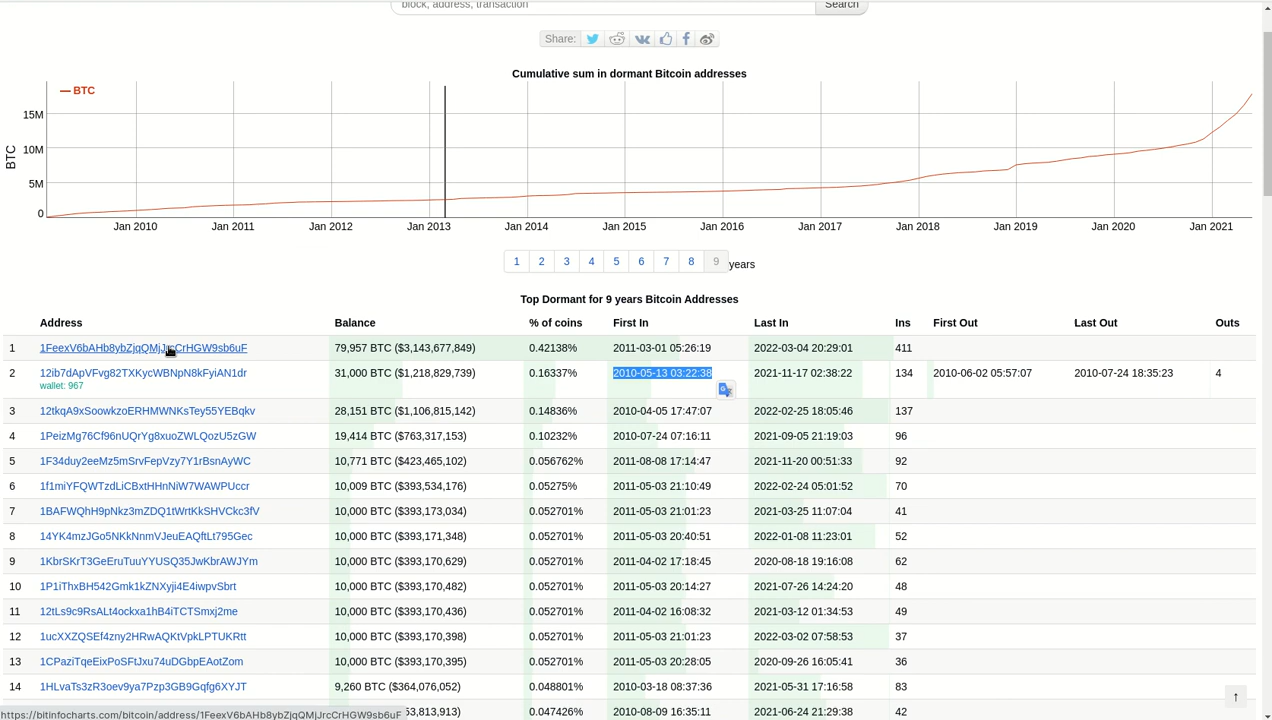 block, address, transaction Search
Share:
Cumulative sum in dormant Bitcoin addresses
BTC
15M
10M
5M
0
BTC
Jan 2010 Jan 2011 Jan 2012 Jan 2013 Jan 2014 Jan 2015 Jan 2016 Jan 2017 Jan 2018 Jan 2019 Jan 2020 Jan 2021
1 2 3 4 5 6 7 8 9 years
Top Dormant for 9 years Bitcoin Addresses
Address Balance % of coins First In Last In Ins First Out Last Out Outs
1 1FeexV6bAHb8ybZjqQMjJrcCrHGW9sb6uF 79,957 BTC ($3,143,677,849) 0.42138% 2011-03-01 05:26:19 2022-03-04 20:29:01 411
2 12ib7dApVFvg82TXKycWBNpN8kFyiAN1dr 31,000 BTC ($1,218,829,739) 0.16337% 2010-05-13 03:22:38 2021-11-17 02:38:22 134 2010-06-02 05:57:07 2010-07-24 18:35:23 4
wallet: 967
3 12tkqA9xSoowkzoERHMWNKsTey55YEBqkv 28,151 BTC ($1,106,815,142) 0.14836% 2010-04-05 17:47:07 2022-02-25 18:05:46 137
4 1PeizMg76Cf96nUQrYg8xuoZWLQozU5zGW 19,414 BTC ($763,317,153) 0.10232% 2010-07-24 07:16:11 2021-09-05 21:19:03 96
5 1F34duy2eeMz5mSrvFepVzy7Y1rBsnAyWC 10,771 BTC ($423,465,102) 0.056762% 2011-08-08 17:14:47 2021-11-20 00:51:33 92
6 1f1miYFQWTzdLiCBxtHHnNiW7WAWPUccr 10,009 BTC ($393,534,176) 0.05275% 2011-05-03 21:10:49 2022-02-24 05:01:52 70
7 1BAFWQhH9pNkz3mZDQ1tWrtKkSHVCkc3fV 10,000 BTC ($393,173,034) 0.052701% 2011-05-03 21:01:23 2021-03-25 11:07:04 41
8 14YK4mzJGo5NKkNnmVJeuEAQftLt795Gec 10,000 BTC ($393,171,348) 0.052701% 2011-05-03 20:40:51 2022-01-08 11:23:01 52
9 1KbrSKrT3GeEruTuuYYUSQ35JwKbrAWJYm 10,000 BTC ($393,170,629) 0.052701% 2011-04-02 17:18:45 2020-08-18 19:16:08 62
10 1P1iThxBH542Gmk1kZNXyji4E4iwpvSbrt 10,000 BTC ($393,170,482) 0.052701% 2011-05-03 20:14:27 2021-07-26 14:24:20 48
11 12tLs9c9RsALt4ockxa1hB4iTCTSmxj2me 10,000 BTC ($393,170,436) 0.052701% 2011-04-02 16:08:32 2021-03-12 01:34:53 49
12 1ucXXZQSEf4zny2HRwAQKtVpkLPTUKRtt 10,000 BTC ($393,170,398) 0.052701% 2011-05-03 21:01:23 2022-03-02 07:58:53 37
13 1CPaziTqeEixPoSFtJxu74uDGbpEAotZom 10,000 BTC ($393,170,395) 0.052701% 2011-05-03 20:28:05 2020-09-26 16:05:41 36
14 1HLvaTs3zR3oev9ya7Pzp3GB9Gqfg6XYJT 9,260 BTC ($364,076,052) 0.048801% 2010-03-18 08:37:36 2021-05-31 17:16:58 83
53,813,913) 0.047426% 2010-08-09 16:35:11 2021-06-24 21:29:38 42
https://bitinfocharts.com/bitcoin/address/1FeexV6bAHb8ybZjqQMjJrcCrHGW9sb6uF